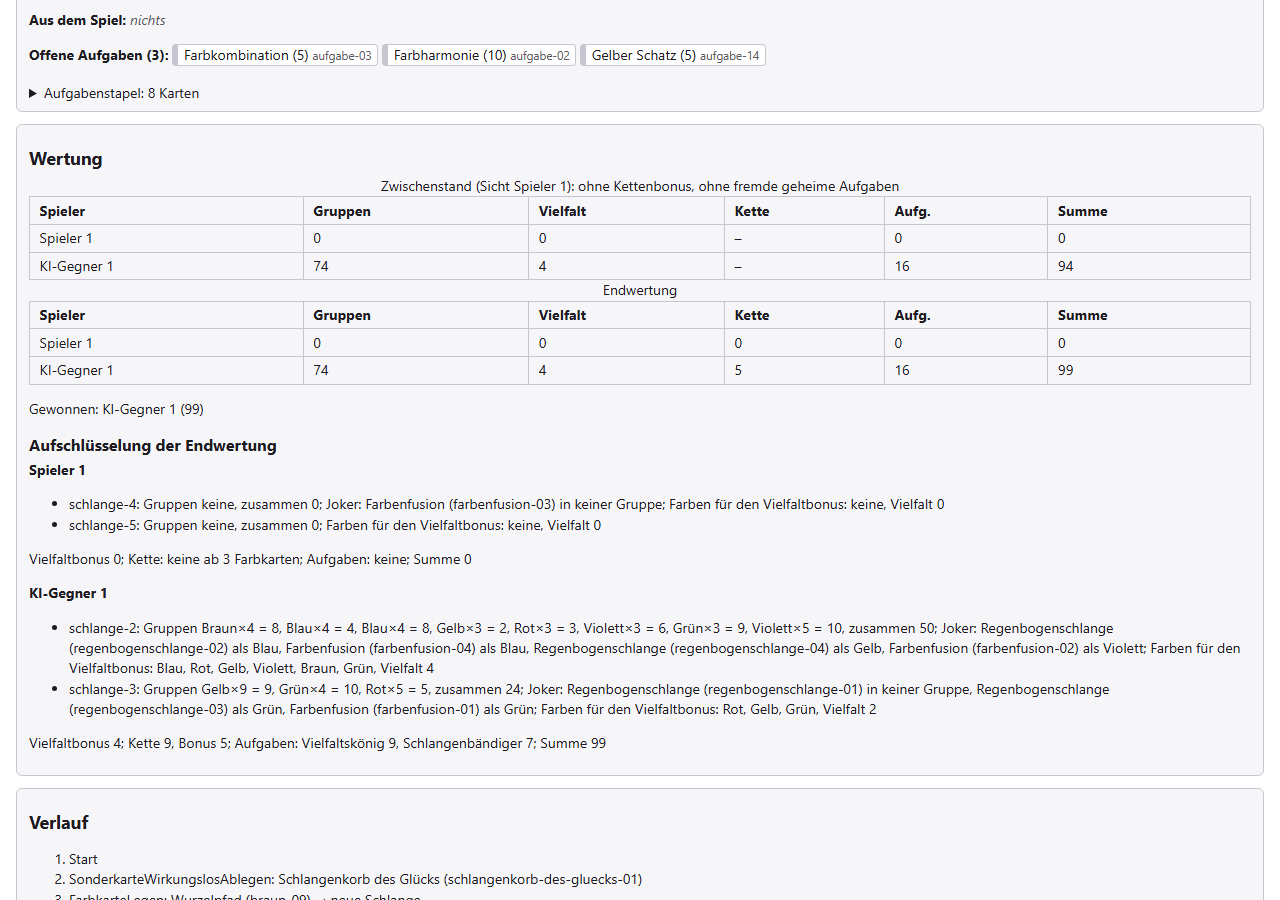 Aus dem Spiel: nichts
Offene Aufgaben (3): Farbkombination (5) aufgabe-03 Farbharmonie (10) aufgabe-02 Gelber Schatz (5) aufgabe-14
▶ Aufgabenstapel: 8 Karten
Wertung
Zwischenstand (Sicht Spieler 1): ohne Kettenbonus, ohne fremde geheime Aufgaben
Spieler Gruppen Vielfalt Kette Aufg. Summe
Spieler 1 0 0 – 0 0
KI-Gegner 1 74 4 – 16 94
Endwertung
Spieler Gruppen Vielfalt Kette Aufg. Summe
Spieler 1 0 0 0 0 0
KI-Gegner 1 74 4 5 16 99
Gewonnen: KI-Gegner 1 (99)
Aufschlüsselung der Endwertung
Spieler 1
• schlange-4: Gruppen keine, zusammen 0; Joker: Farbenfusion (farbenfusion-03) in keiner Gruppe; Farben für den Vielfaltbonus: keine, Vielfalt 0
• schlange-5: Gruppen keine, zusammen 0; Farben für den Vielfaltbonus: keine, Vielfalt 0
Vielfaltbonus 0; Kette: keine ab 3 Farbkarten; Aufgaben: keine; Summe 0
KI-Gegner 1
• schlange-2: Gruppen Braun×4 = 8, Blau×4 = 4, Blau×4 = 8, Gelb×3 = 2, Rot×3 = 3, Violett×3 = 6, Grün×3 = 9, Violett×5 = 10, zusammen 50; Joker: Regenbogenschlange
(regenbogenschlange-02) als Blau, Farbenfusion (farbenfusion-04) als Blau, Regenbogenschlange (regenbogenschlange-04) als Gelb, Farbenfusion (farbenfusion-02) als Violett; Farben für den
Vielfaltbonus: Blau, Rot, Gelb, Violett, Braun, Grün, Vielfalt 4
• schlange-3: Gruppen Gelb×9 = 9, Grün×4 = 10, Rot×5 = 5, zusammen 24; Joker: Regenbogenschlange (regenbogenschlange-01) in keiner Gruppe, Regenbogenschlange
(regenbogenschlange-03) als Grün, Farbenfusion (farbenfusion-01) als Grün; Farben für den Vielfaltbonus: Rot, Gelb, Grün, Vielfalt 2
Vielfaltbonus 4; Kette 9, Bonus 5; Aufgaben: Vielfaltskönig 9, Schlangenbändiger 7; Summe 99
Verlauf
1. Start
2. SonderkarteWirkungslosAblegen: Schlangenkorb des Glücks (schlangenkorb-des-gluecks-01)
3. FarbkarteLegen: Wurzelpfad (braun-09) → neue Schlange